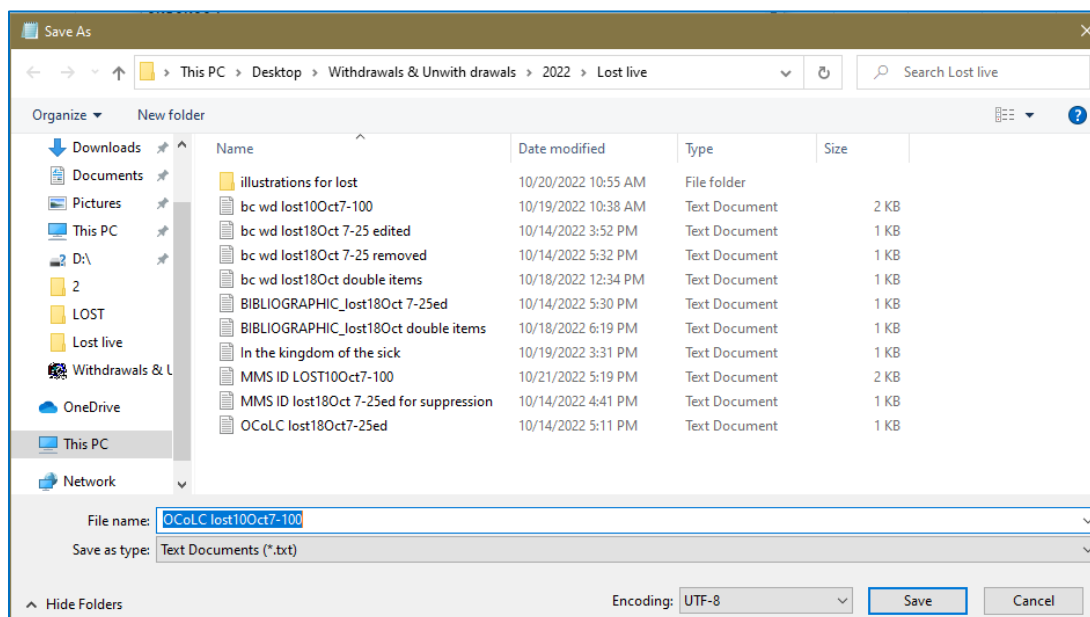 Save As
This PC > Desktop > Withdrawals & Unwith drawals > 2022 > Lost live
Search Lost live
Organize New folder
Name Date modified Type Size
Downloads
Documents
Pictures
This PC
D:\
2
LOST
Lost live
Withdrawals & U
OneDrive
This PC
Network
illustrations for lost 10/20/2022 10:55 AM File folder
bc wd lost10Oct7-100 10/19/2022 10:38 AM Text Document 2 KB
bc wd lost18Oct 7-25 edited 10/14/2022 3:52 PM Text Document 1 KB
bc wd lost18Oct 7-25 removed 10/14/2022 5:32 PM Text Document 1 KB
bc wd lost18Oct double items 10/18/2022 12:34 PM Text Document 1 KB
BIBLIOGRAPHIC_lost18Oct 7-25ed 10/14/2022 5:30 PM Text Document 1 KB
BIBLIOGRAPHIC_lost18Oct double items 10/18/2022 6:19 PM Text Document 1 KB
In the kingdom of the sick 10/19/2022 3:31 PM Text Document 1 KB
MMS ID LOST10Oct7-100 10/21/2022 5:19 PM Text Document 2 KB
MMS ID lost18Oct 7-25ed for suppression 10/14/2022 4:41 PM Text Document 1 KB
OCoLC lost18Oct7-25ed 10/14/2022 5:11 PM Text Document 1 KB
File name: OCoLC lost10Oct7-100
Save as type: Text Documents (*.txt)
Hide Folders Encoding: UTF-8 Save Cancel